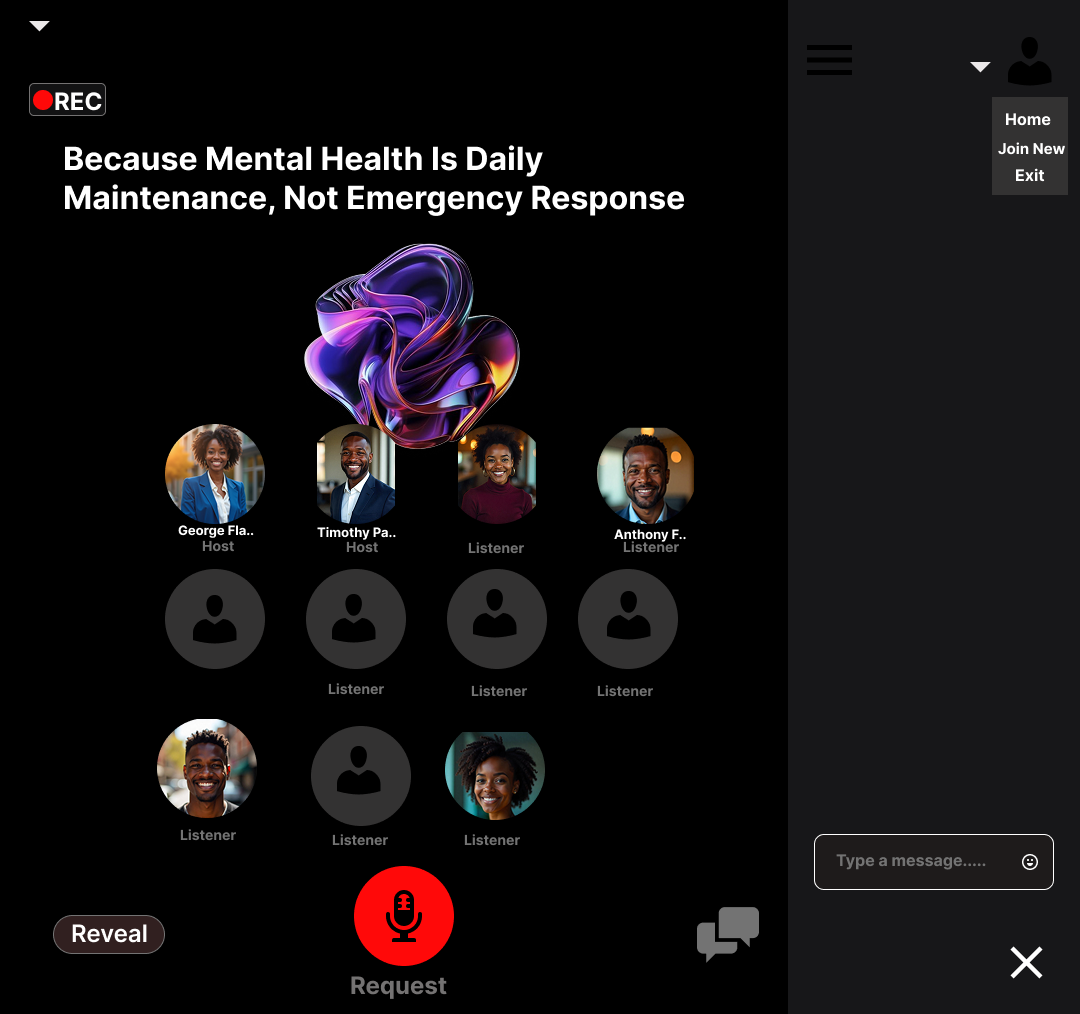 REC
Home
Join New
Exit
Because Mental Health Is Daily
Maintenance, Not Emergency Response
George Fla..
Timothy Pa..
Anthony F..
Host
Host
Listener
Listener
Listener
Listener
Listener
Listener
Listener
Listener
Type a message.....
Reveal
Request